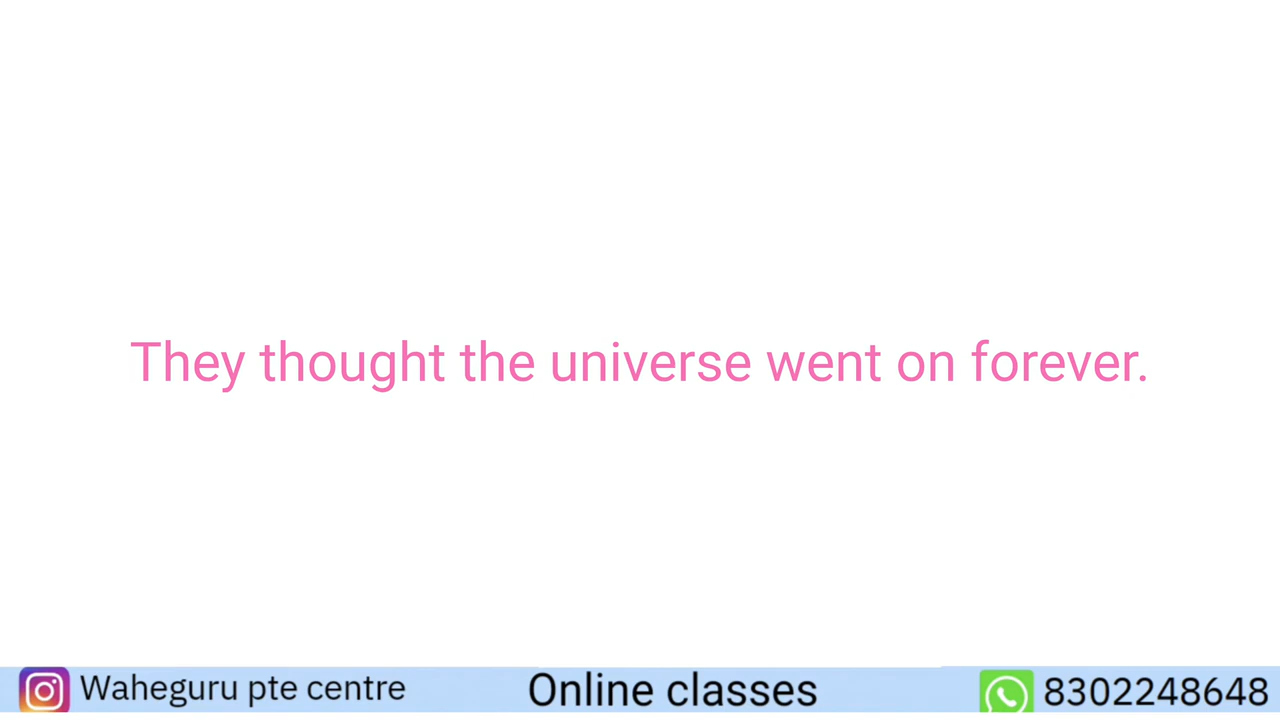 They thought the universe went on forever.
Waheguru pte centre Online classes 8302248648